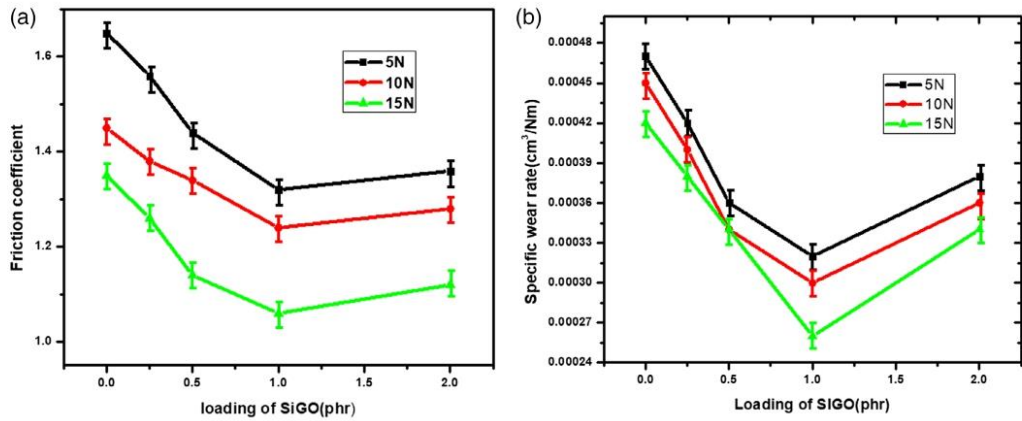 (a)
1.6
1.4
1.2
1.0
Friction coefficient
5N
10N
15N
0.0 0.5 1.0 1.5 2.0
loading of SiGO(phr)
(b)
0.00048
0.00045
0.00042
0.00039
0.00036
0.00033
0.00030
0.00027
0.00024
Specific wear rate(cm³/Nm)
5N
10N
15N
0.0 0.5 1.0 1.5 2.0
Loading of SIGO(phr)